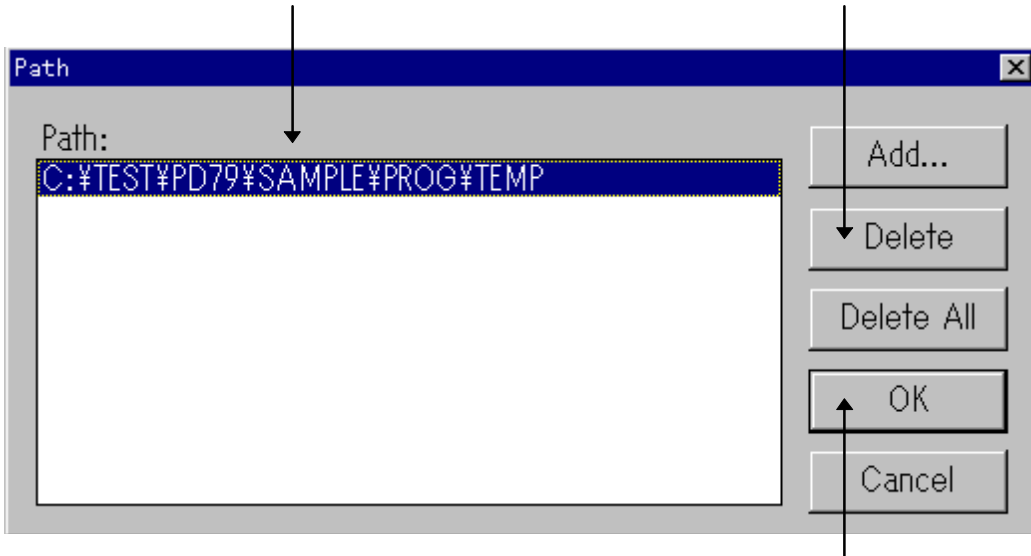 Path
Path:
C:¥TEST¥PD79¥SAMPLE¥PROG¥TEMP
Add...
Delete
Delete All
OK
Cancel